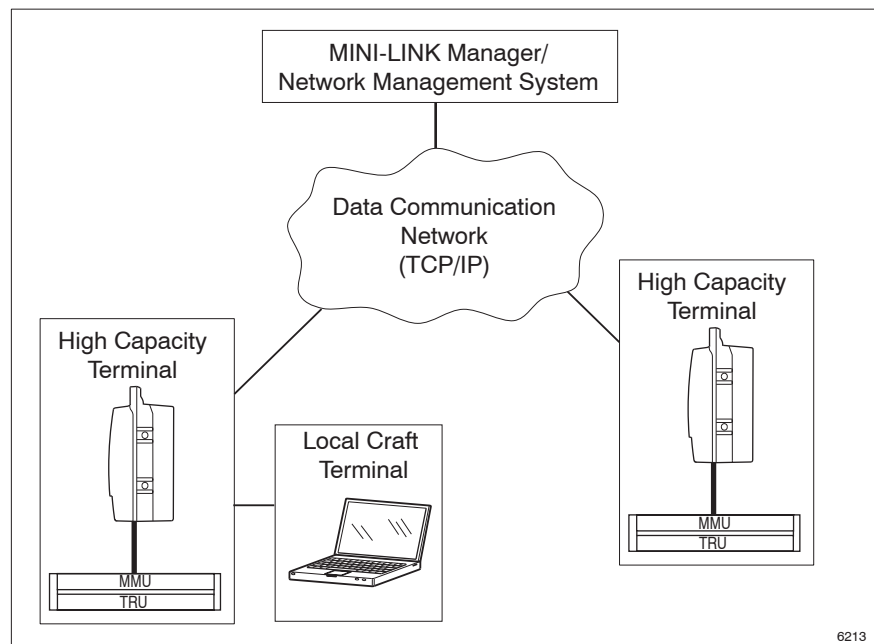 MINI-LINK Manager/
Network Management System
Data Communication
Network
(TCP/IP)
High Capacity
Terminal
MMU
TRU
High Capacity
Terminal
MMU
TRU
Local Craft
Terminal
6213